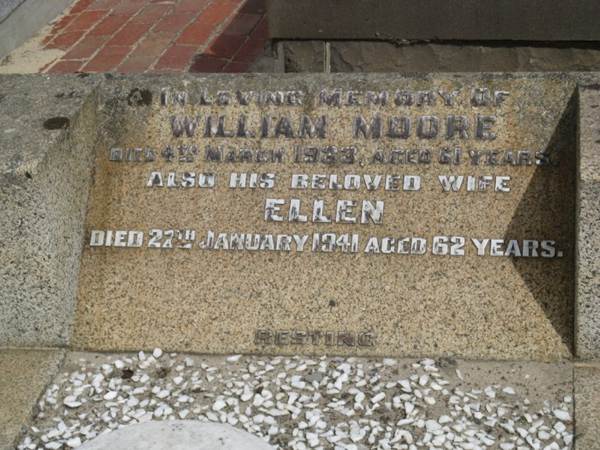 IN LOVING MEMORY OF
WILLIAM MOORE
DIED 4TH MARCH 1933, AGED 61 YEARS.
ALSO HIS BELOVED WIFE
ELLEN
DIED 27TH JANUARY 1941 AGED 62 YEARS.
RESTING